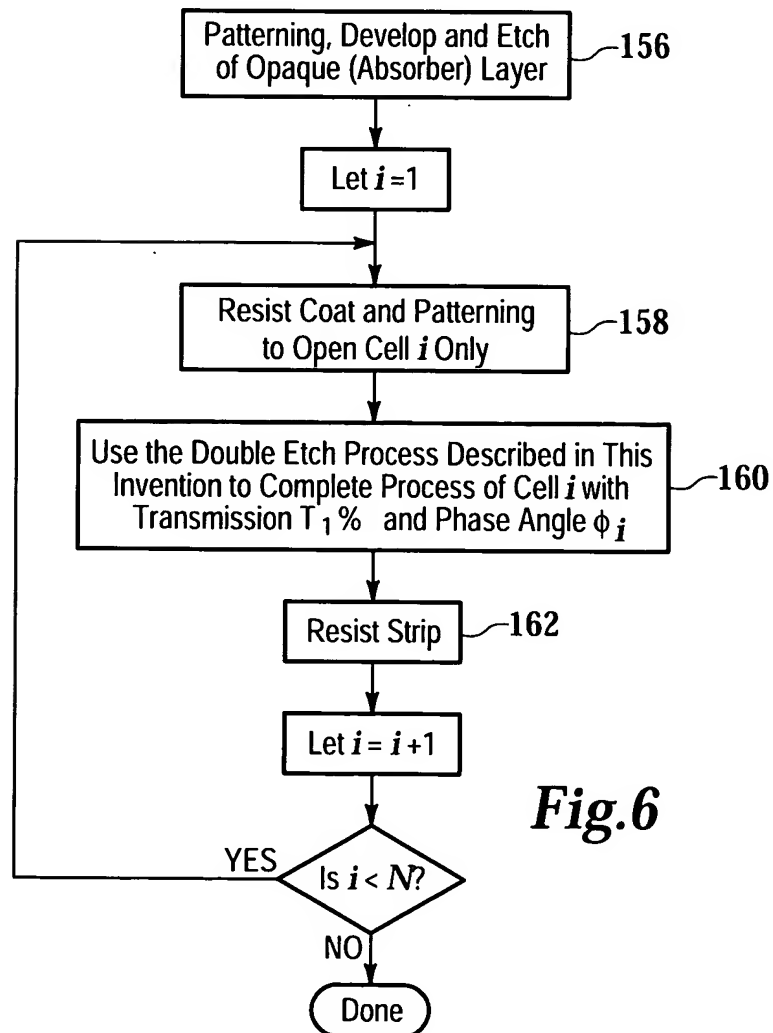 Patterning, Develop and Etch
of Opaque (Absorber) Layer
156
Let i=1
Resist Coat and Patterning
to Open Cell i Only
158
Use the Double Etch Process Described in This
Invention to Complete Process of Cell i with
Transmission T 1 % and Phase Angle ϕ i
160
Resist Strip
162
Let i = i+1
Fig.6
YES
Is i < N?
NO
Done